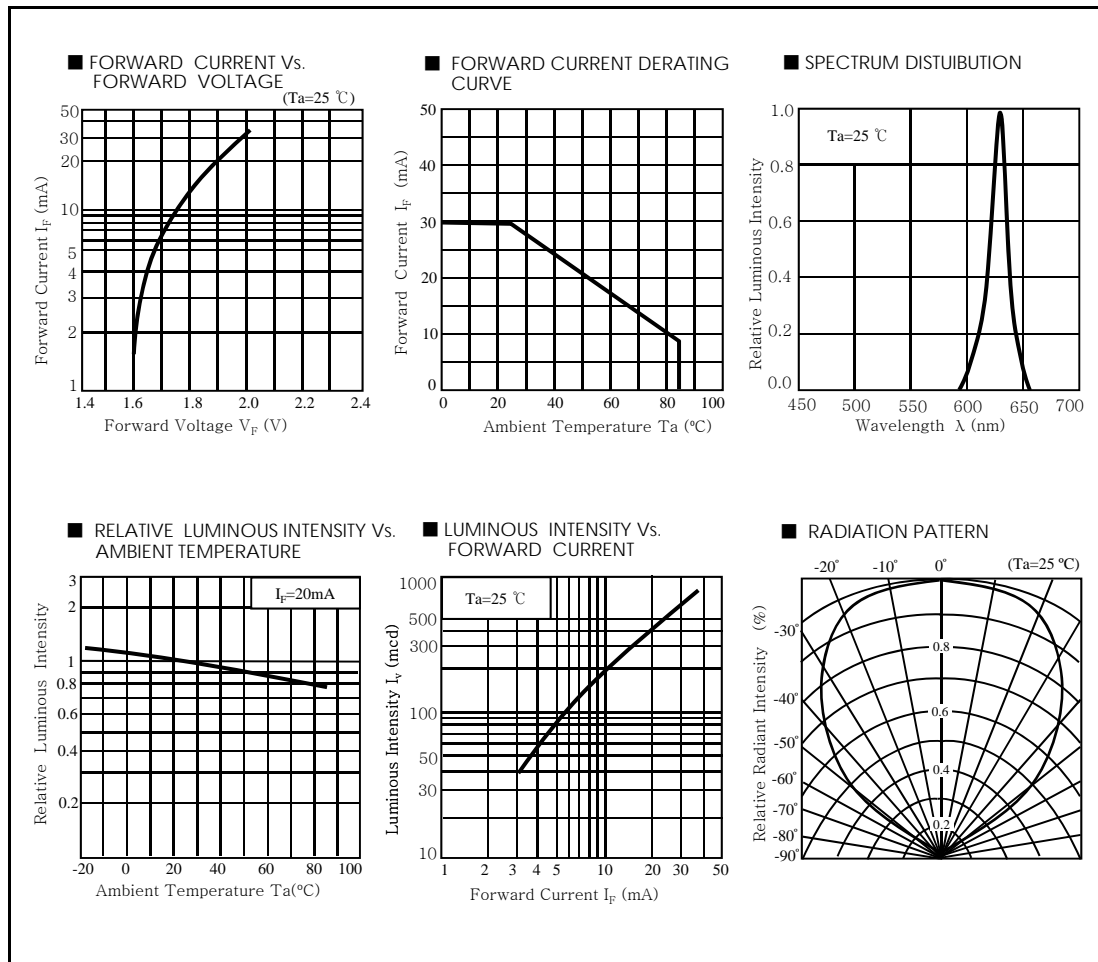 ■ FORWARD CURRENT Vs.
FORWARD VOLTAGE
(Ta=25 ℃)
50
30
20
10
5
4
3
2
1
1.4 1.6 1.8 2.0 2.2 2.4
Forward Voltage VF (V)
Forward Current IF (mA)
■ FORWARD CURRENT DERATING
CURVE
50
40
30
20
10
0
0 20 40 60 80 100
Ambient Temperature Ta (ºC)
Forward Current IF (mA)
■ SPECTRUM DISTUIBUTION
Ta=25 ℃
1.0
0.8
0.6
0.4
0.2
0.0
450 500 550 600 650 700
Wavelength λ (nm)
Relative Luminous Intensity
■ RELATIVE LUMINOUS INTENSITY Vs.
AMBIENT TEMPERATURE
IF=20mA
3
2
1
0.8
0.6
0.4
0.2
-20 0 20 40 60 80 100
Ambient Temperature Ta(ºC)
Relative Luminous Intensity
■ LUMINOUS INTENSITY Vs.
FORWARD CURRENT
Ta=25 ℃
1000
500
300
100
50
30
10
1 2 3 4 5 10 20 30 50
Forward Current IF (mA)
Luminous Intensity Iv (mcd)
■ RADIATION PATTERN
-20° -10° 0° (Ta=25 ºC)
-30°
-40°
-50°
-60°
-70°
-80°
-90°
0.8
0.6
0.4
0.2
Relative Radiant Intensity (%)